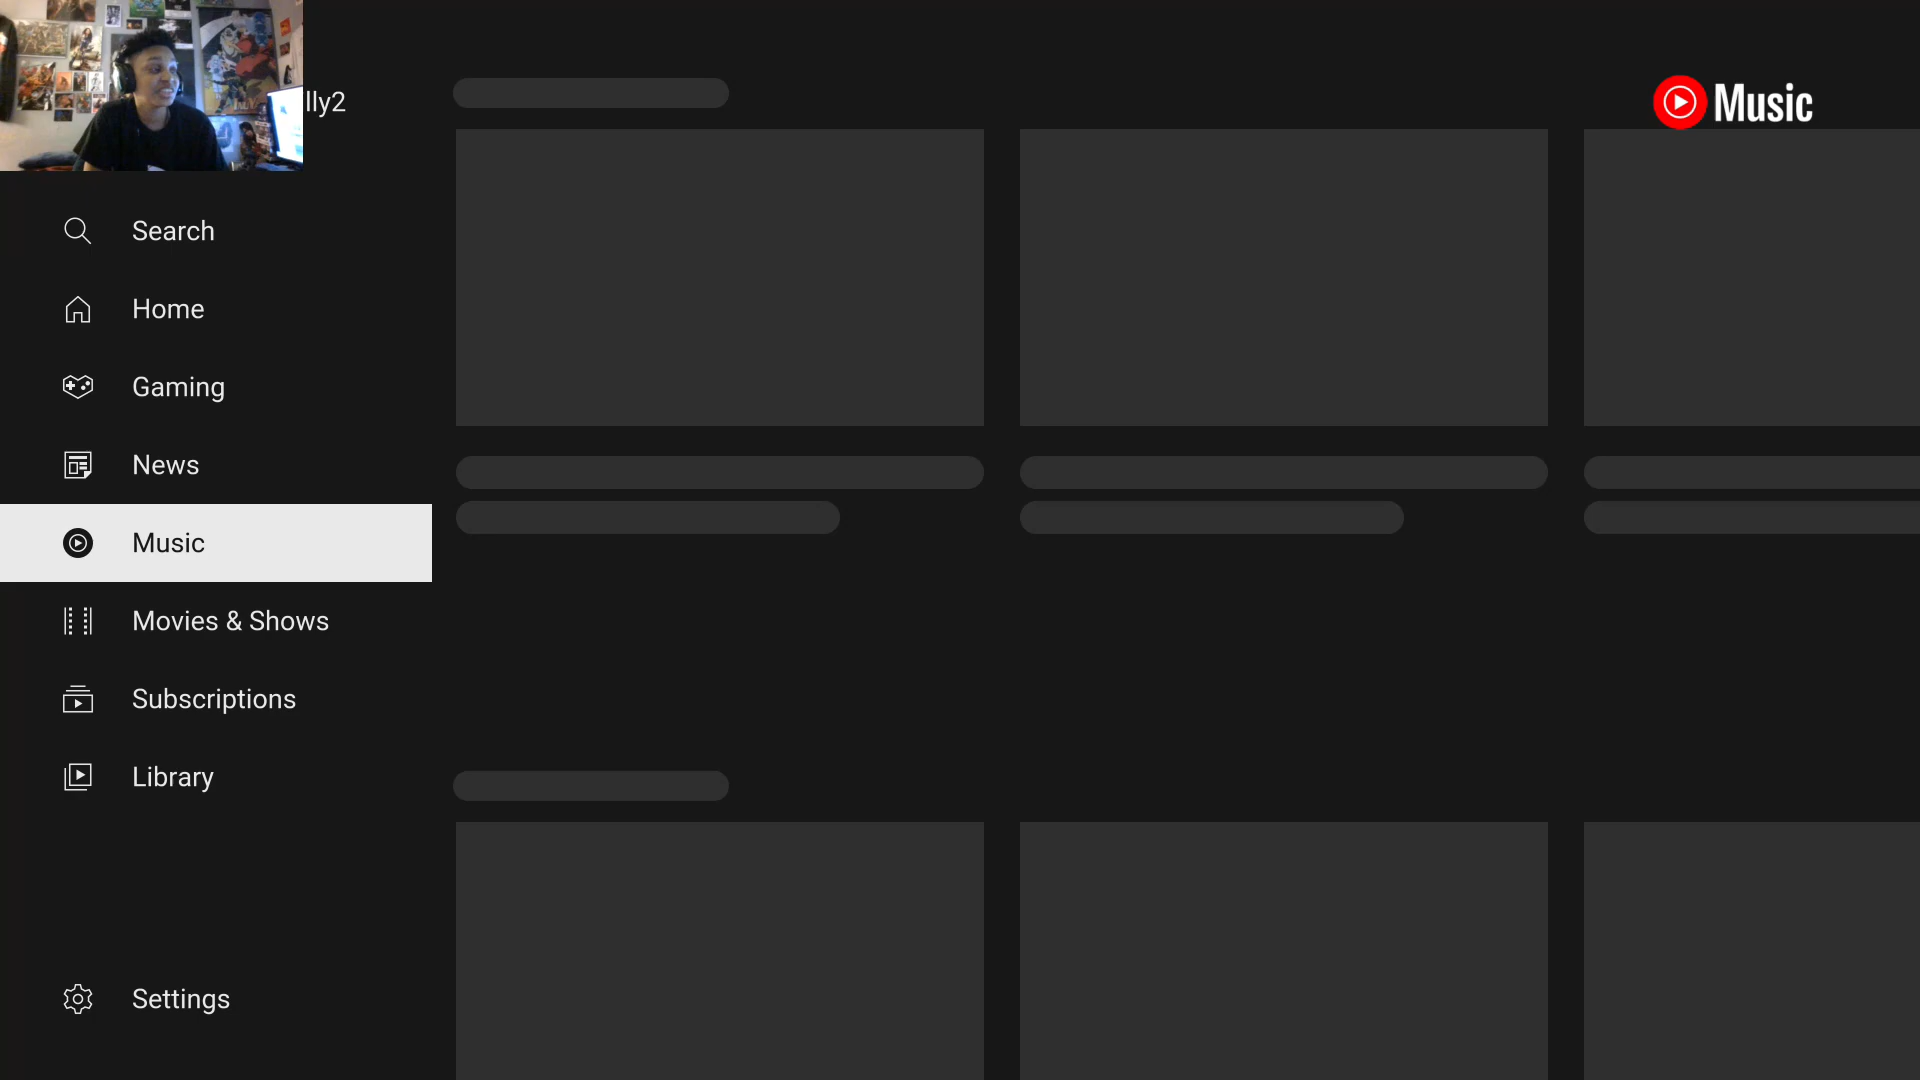 lly2
Music
Search
Home
Gaming
News
Music
Movies & Shows
Subscriptions
Library
Settings